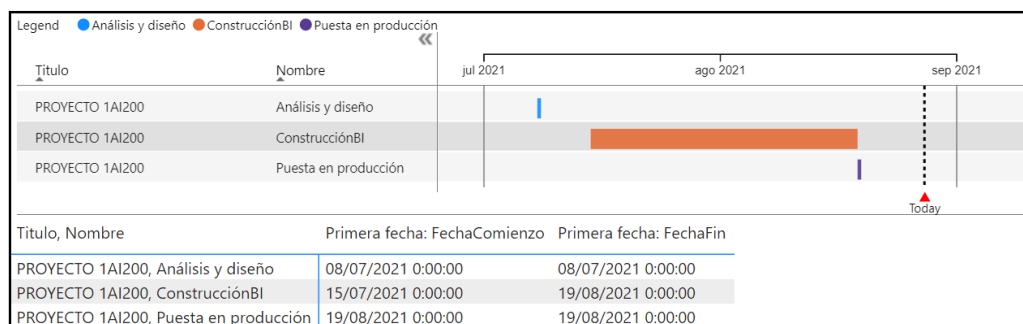 Legend Análisis y diseño ConstrucciónBI Puesta en producción
Titulo Nombre jul 2021 ago 2021 sep 2021
PROYECTO 1AI200 Análisis y diseño
PROYECTO 1AI200 ConstrucciónBI
PROYECTO 1AI200 Puesta en producción
Today
Titulo, Nombre Primera fecha: FechaComienzo Primera fecha: FechaFin
PROYECTO 1AI200, Análisis y diseño 08/07/2021 0:00:00 08/07/2021 0:00:00
PROYECTO 1AI200, ConstrucciónBI 15/07/2021 0:00:00 19/08/2021 0:00:00
PROYECTO 1AI200, Puesta en producción 19/08/2021 0:00:00 19/08/2021 0:00:00